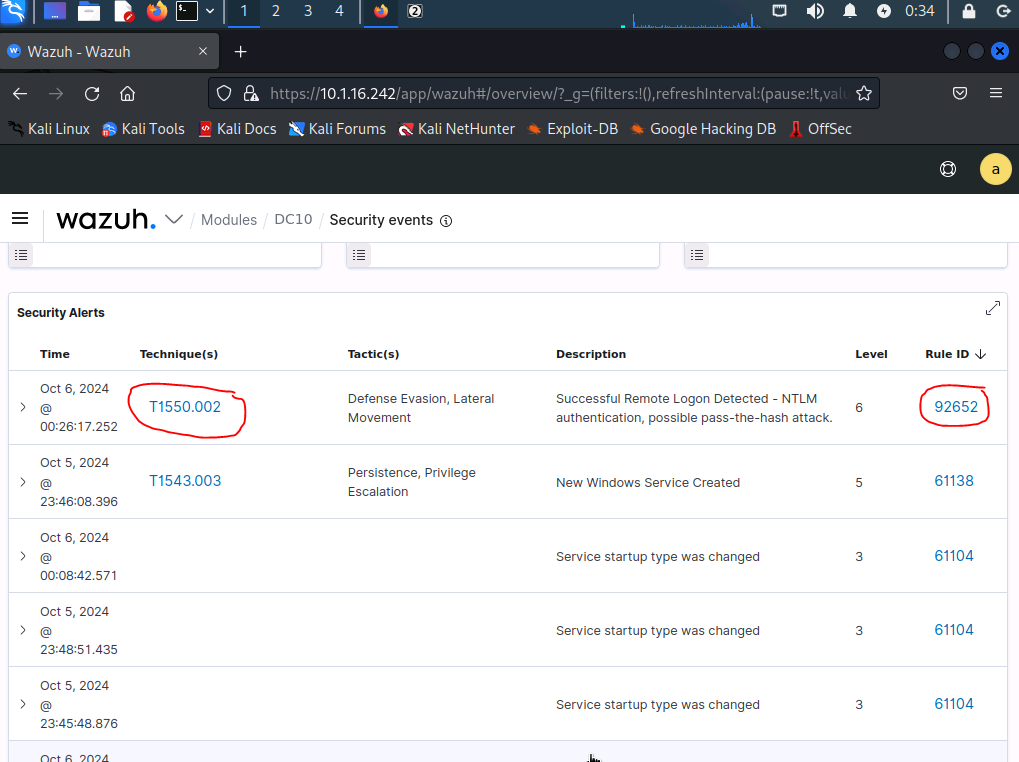 1 2 3 4 2 0:34
Wazuh - Wazuh
https://10.1.16.242/app/wazuh#/overview/?_g=(filters:!(),refreshInterval:(pause:!t,valu
Kali Linux Kali Tools Kali Docs Kali Forums Kali NetHunter Exploit-DB Google Hacking DB OffSec
a
wazuh. / Modules / DC10 / Security events
Security Alerts
Time Technique(s) Tactic(s) Description Level Rule ID
Oct 6, 2024
@
00:26:17.252
T1550.002
Defense Evasion, Lateral
Movement
Successful Remote Logon Detected - NTLM
authentication, possible pass-the-hash attack.
6
92652
Oct 5, 2024
@
23:46:08.396
T1543.003
Persistence, Privilege
Escalation
New Windows Service Created
5
61138
Oct 6, 2024
@
00:08:42.571
Service startup type was changed
3
61104
Oct 5, 2024
@
23:48:51.435
Service startup type was changed
3
61104
Oct 5, 2024
@
23:45:48.876
Service startup type was changed
3
61104
Oct 6, 2024